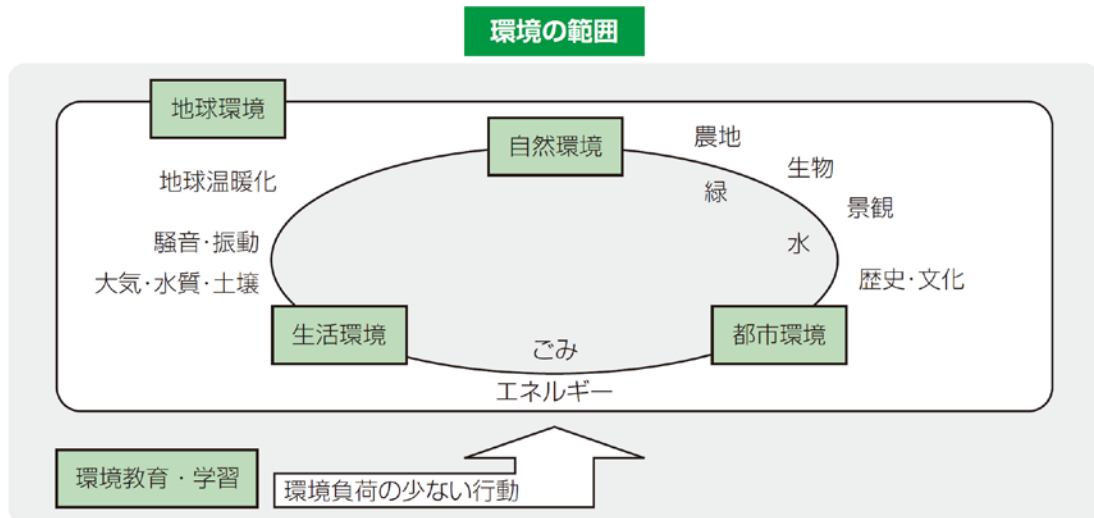 環境の範囲
地球環境
自然環境
農地
生物
地球温暖化
緑
景観
騒音・振動
水
大気・水質・土壌
歴史・文化
生活環境
都市環境
ごみ
エネルギー
環境教育・学習
環境負荷の少ない行動